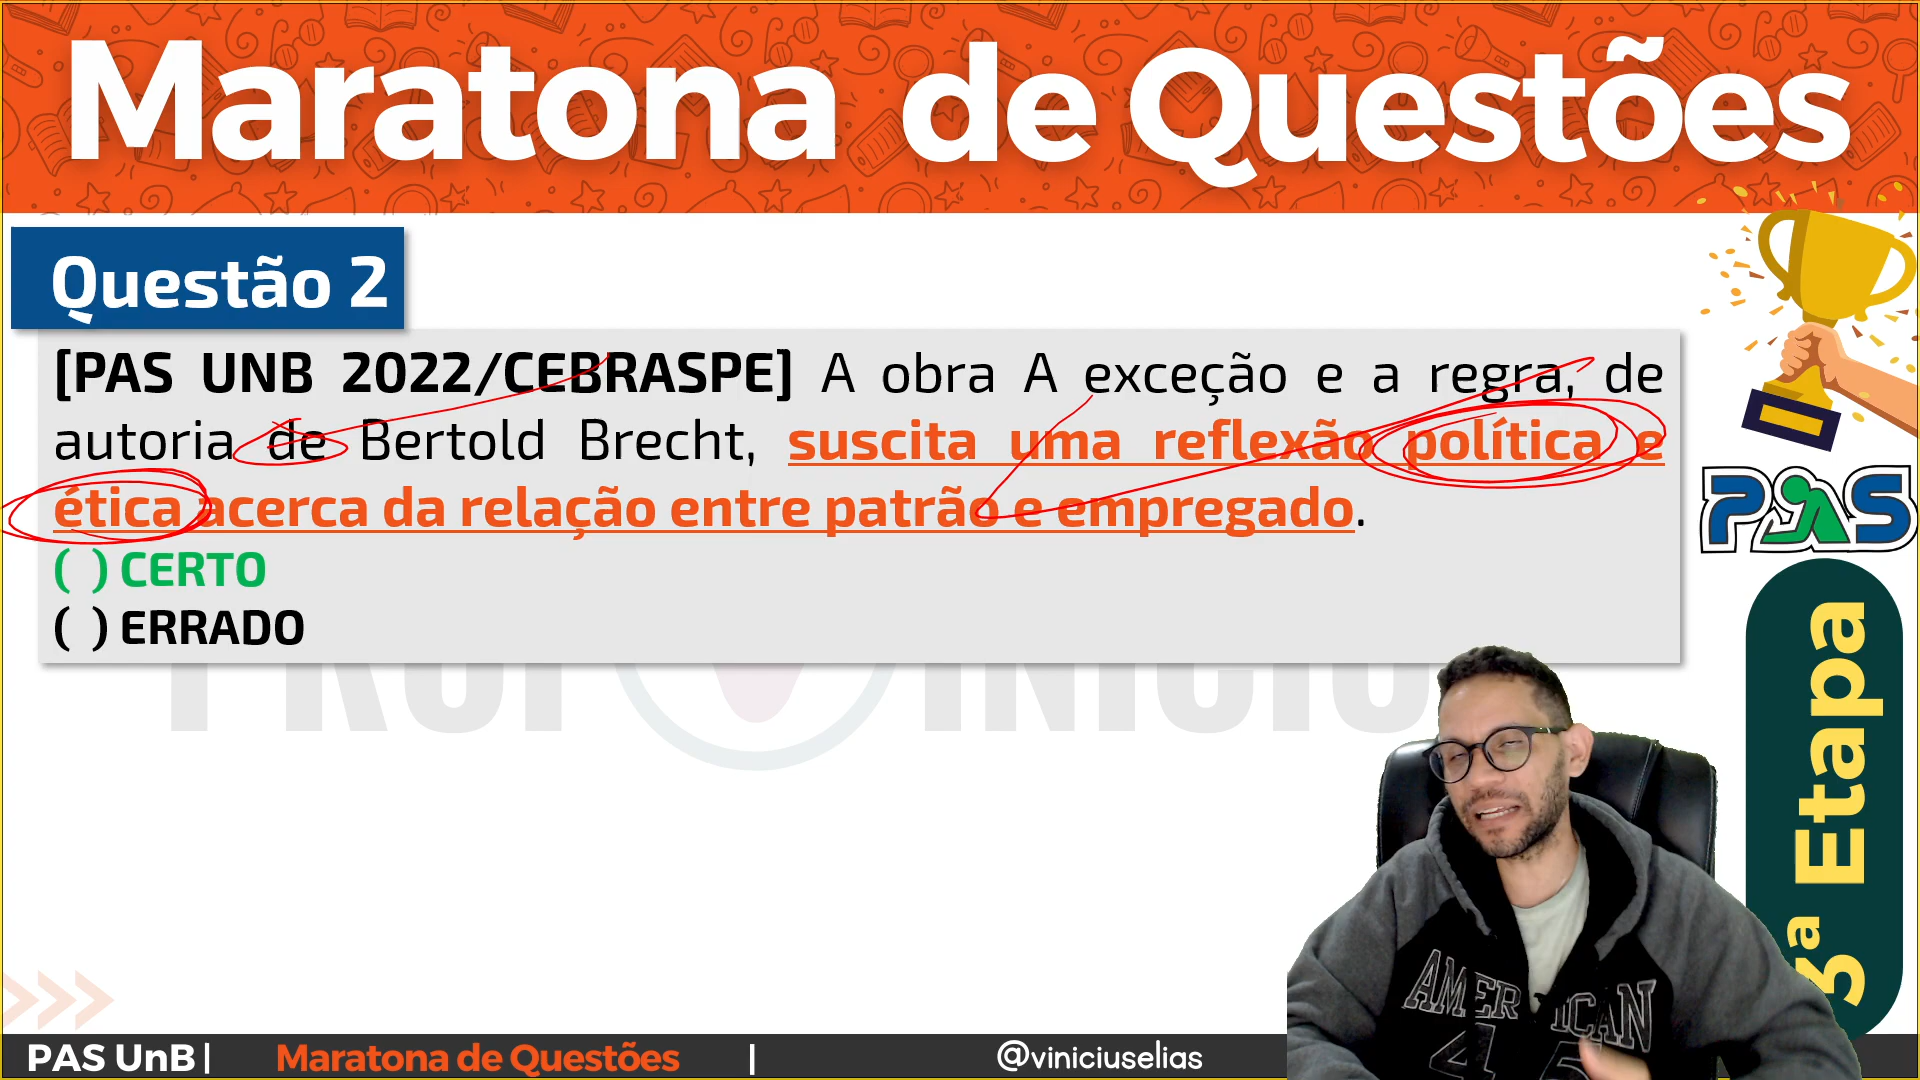 Maratona de Questões
Questão 2
[PAS UNB 2022/CEBRASPE] A obra A exceção e a regra, de
autoria de Bertold Brecht, suscita uma reflexão política e
ética acerca da relação entre patrão e empregado.
( ) CERTO
( ) ERRADO
PAS
3ª Etapa
AMERICAN
PAS UnB| Maratona de Questões | @viniciuselias